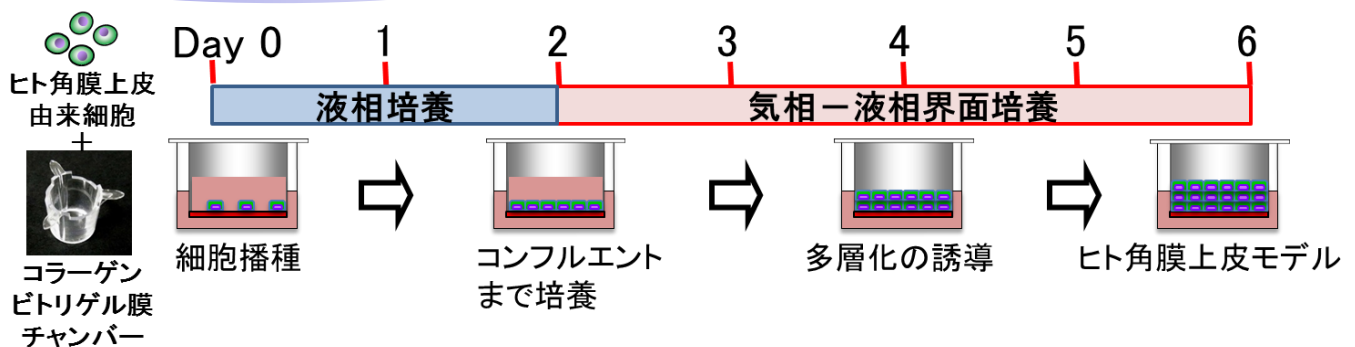 Day 0 1 2 3 4 5 6
ヒト角膜上皮
由来細胞
+
コラーゲン
ビトリゲル膜
チャンバー
液相培養
気相-液相界面培養
細胞播種
コンフルエント
まで培養
多層化の誘導
ヒト角膜上皮モデル